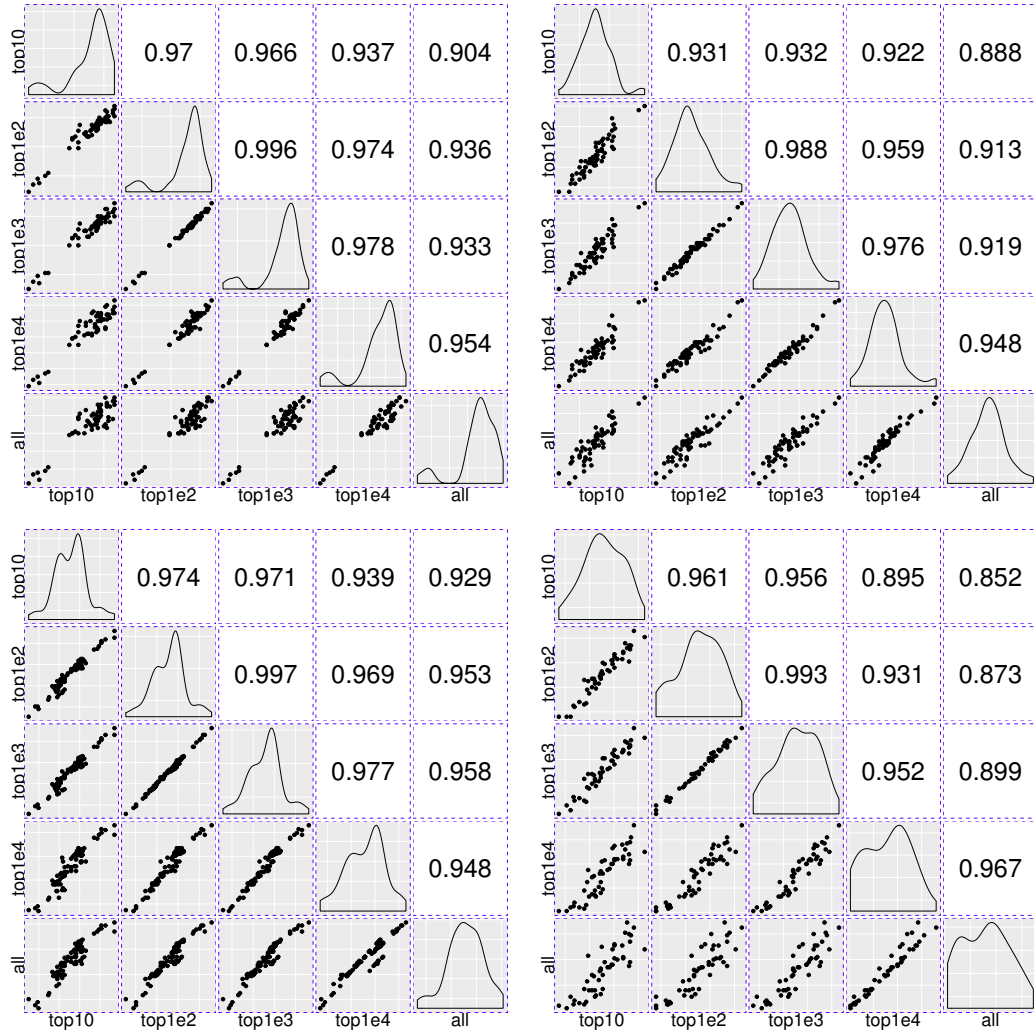 top10 0.97 0.966 0.937 0.904
top1e2 0.996 0.974 0.936
top1e3 0.978 0.933
top1e4 0.954
all
top10 top1e2 top1e3 top1e4 all
top10 0.931 0.932 0.922 0.888
top1e2 0.988 0.959 0.913
top1e3 0.976 0.919
top1e4 0.948
all
top10 top1e2 top1e3 top1e4 all
top10 0.974 0.971 0.939 0.929
top1e2 0.997 0.969 0.953
top1e3 0.977 0.958
top1e4 0.948
all
top10 top1e2 top1e3 top1e4 all
top10 0.961 0.956 0.895 0.852
top1e2 0.993 0.931 0.873
top1e3 0.952 0.899
top1e4 0.967
all
top10 top1e2 top1e3 top1e4 all